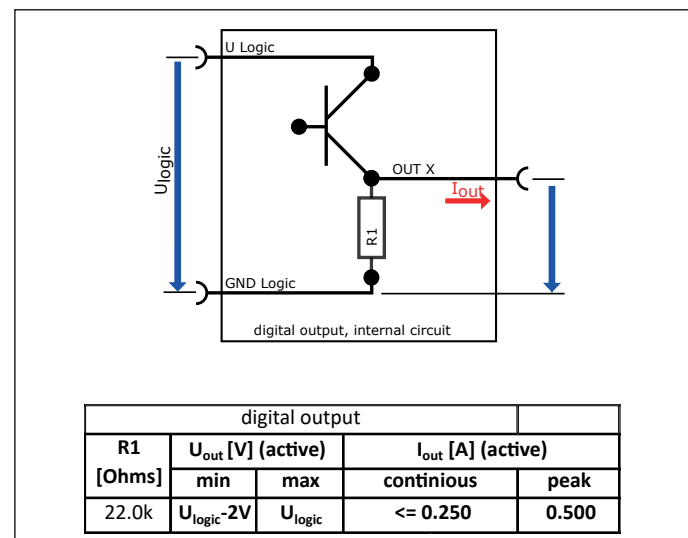 U Logic
Ulogic
OUT X
Iout
R1
GND Logic
digital output, internal circuit
digital output
R1 [Ohms] Uout [V] (active) Iout [A] (active)
min max continious peak
22.0k Ulogic-2V Ulogic <= 0.250 0.500